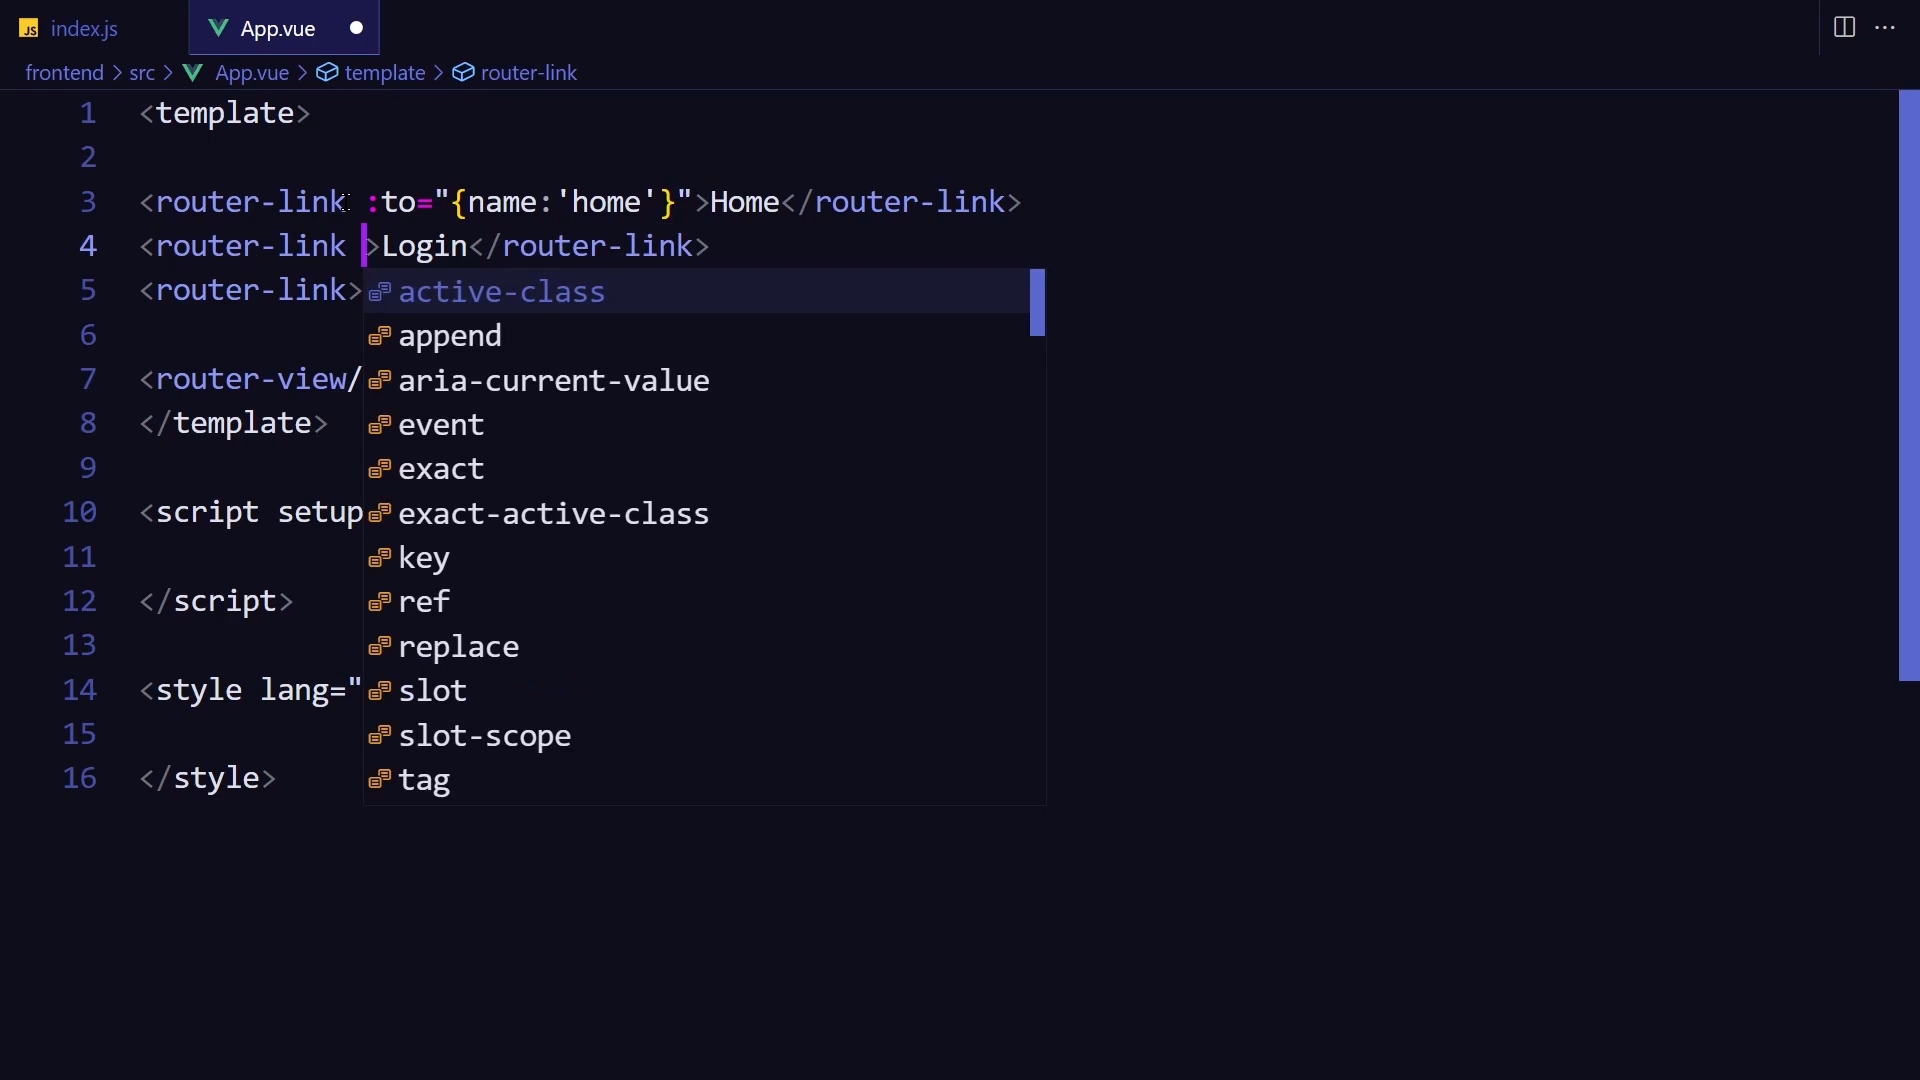 JS index.js
App.vue
frontend > src > App.vue > template > router-link
1 <template>
2
3 <router-link :to="{name:'home'}">Home</router-link>
4 <router-link >Login</router-link>
5 <router-link>
active-class
6 append
7 <router-view/
aria-current-value
8 </template>
event
9 exact
10 <script setup
exact-active-class
11 key
12 </script>
ref
13 replace
14 <style lang="
slot
15 slot-scope
16 </style>
tag